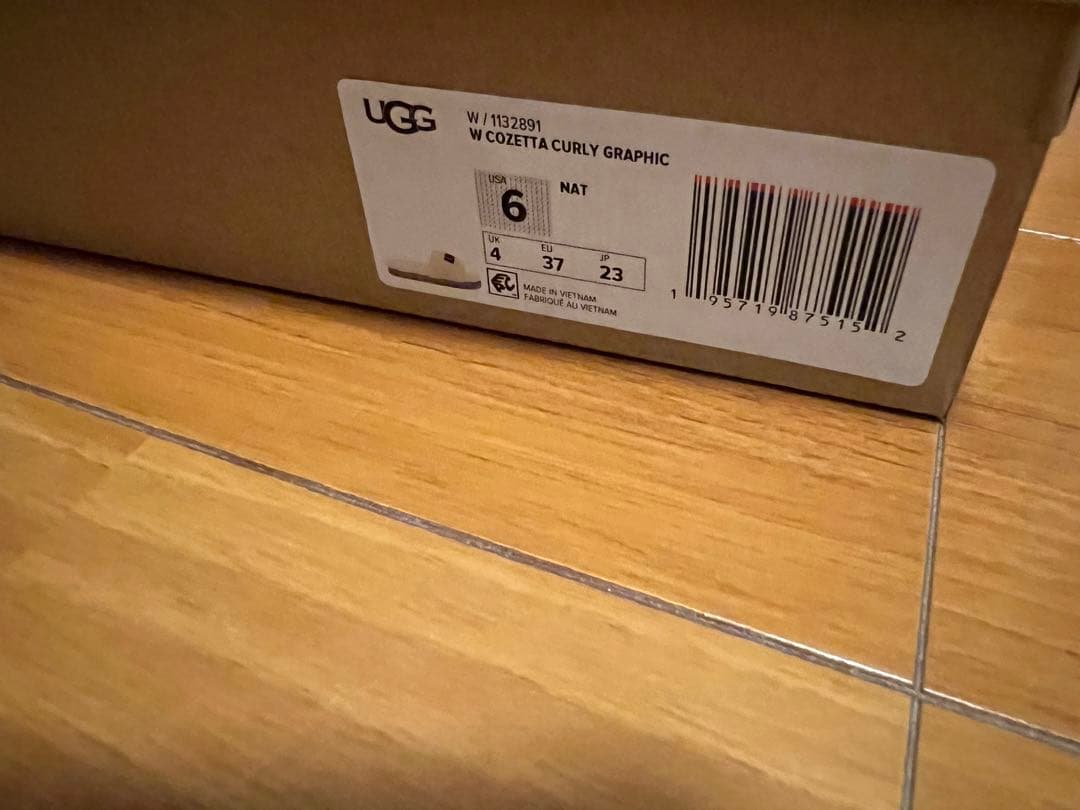 UGG
W / 1132891
W COZETTA CURLY GRAPHIC
USA
6
NAT
UK
4
EU
37
JP
23
MADE IN VIETNAM
FABRIQUÉ AU VIETNAM
1 95719 87515 2